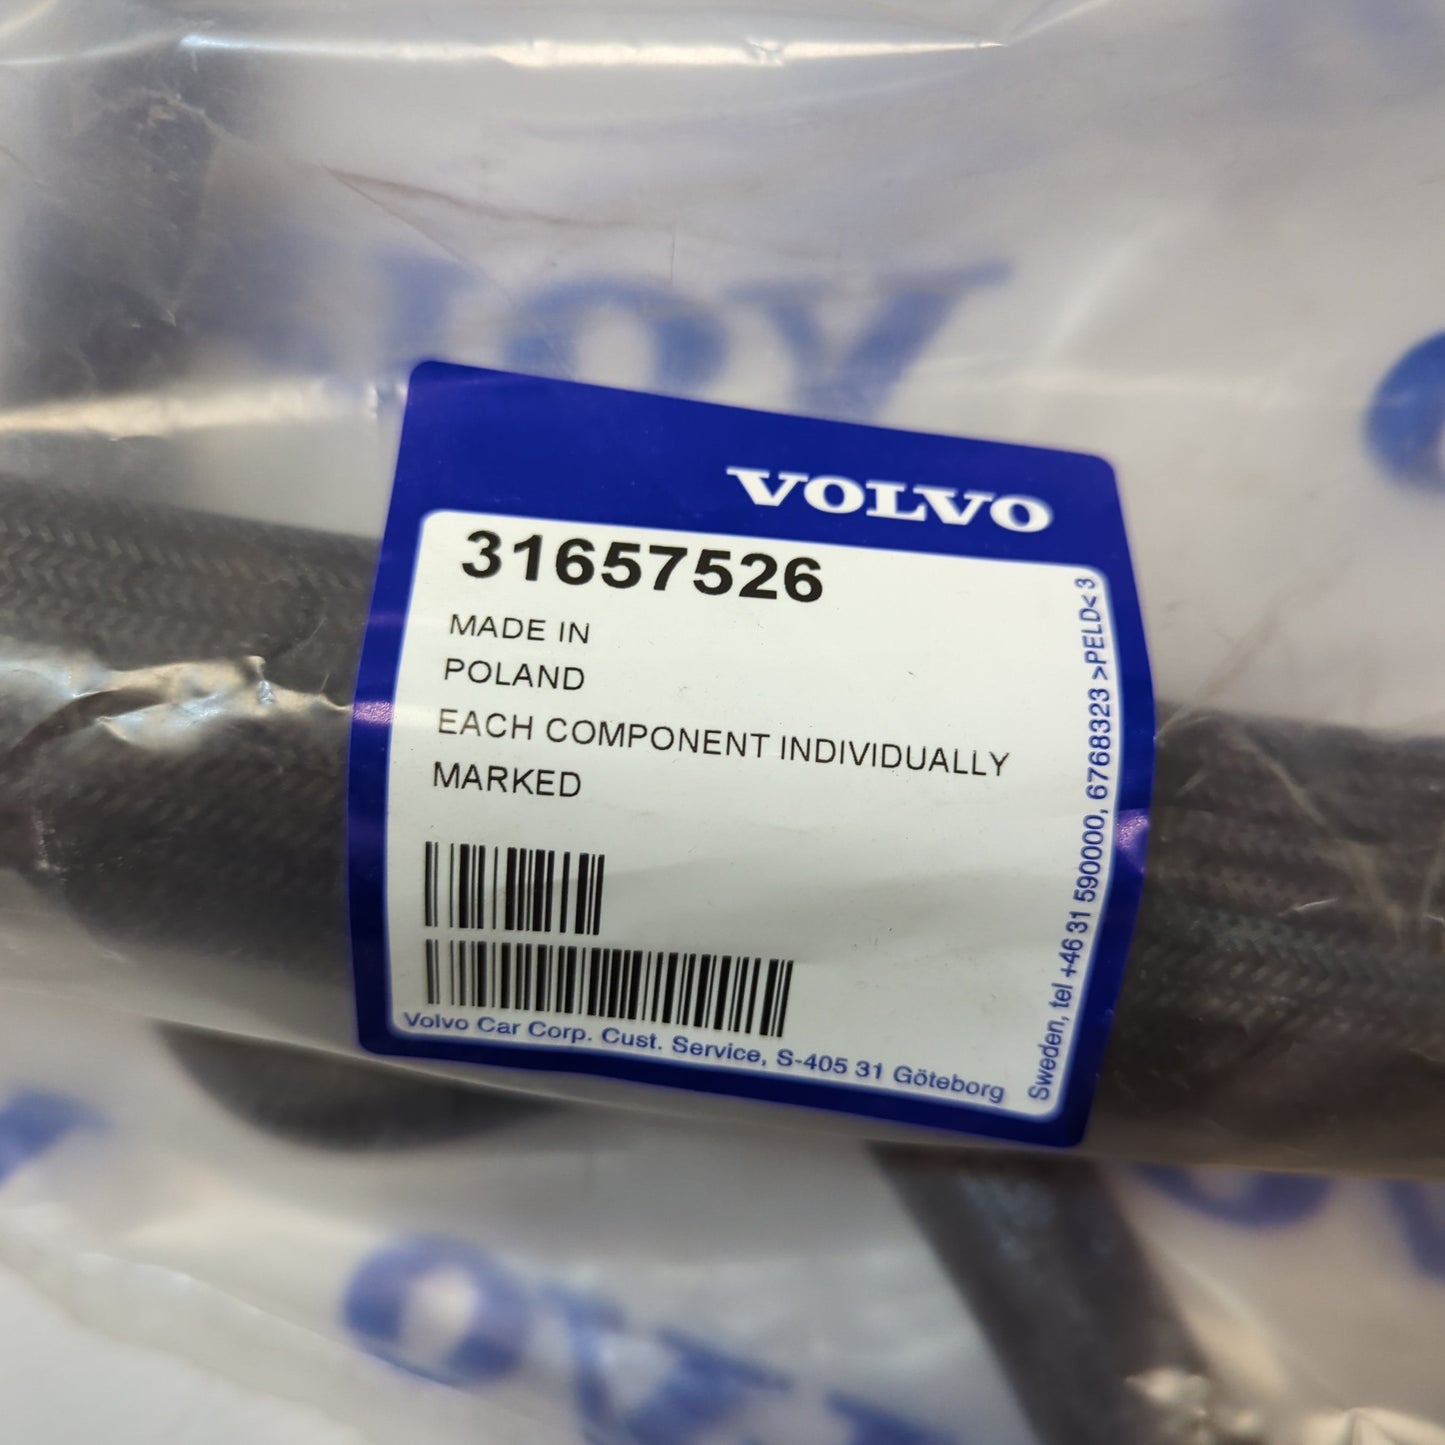 VOLVO
31657526
MADE IN
POLAND
EACH COMPONENT INDIVIDUALLY
MARKED
Volvo Car Corp. Cust. Service, S-405 31 Göteborg
Sweden, tel +46 31 590000, 6768323 >PELD< 3